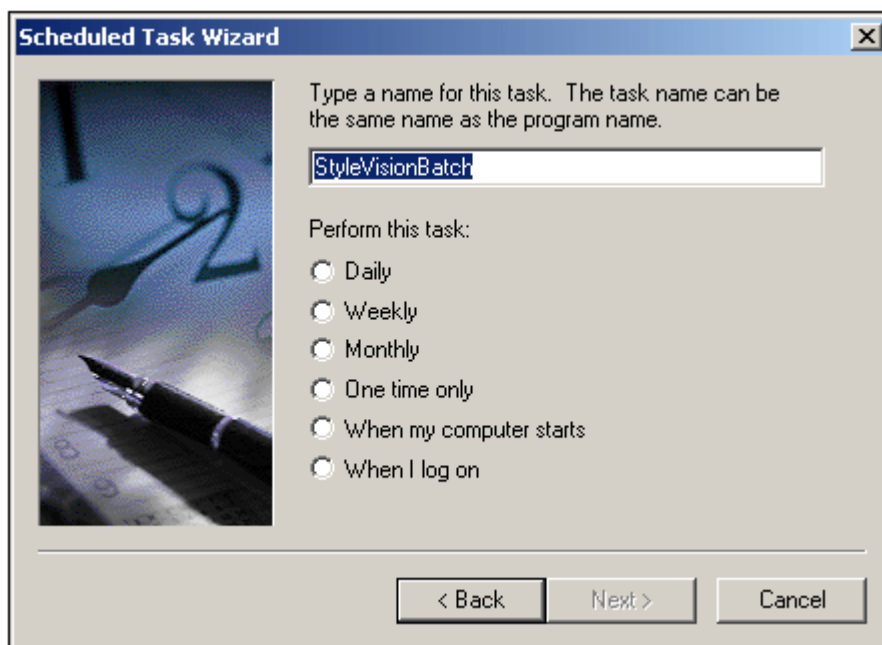 Scheduled Task Wizard
Type a name for this task. The task name can be
the same name as the program name.
StyleVisionBatch
Perform this task:
Daily
Weekly
Monthly
One time only
When my computer starts
When I log on
< Back
Next >
Cancel